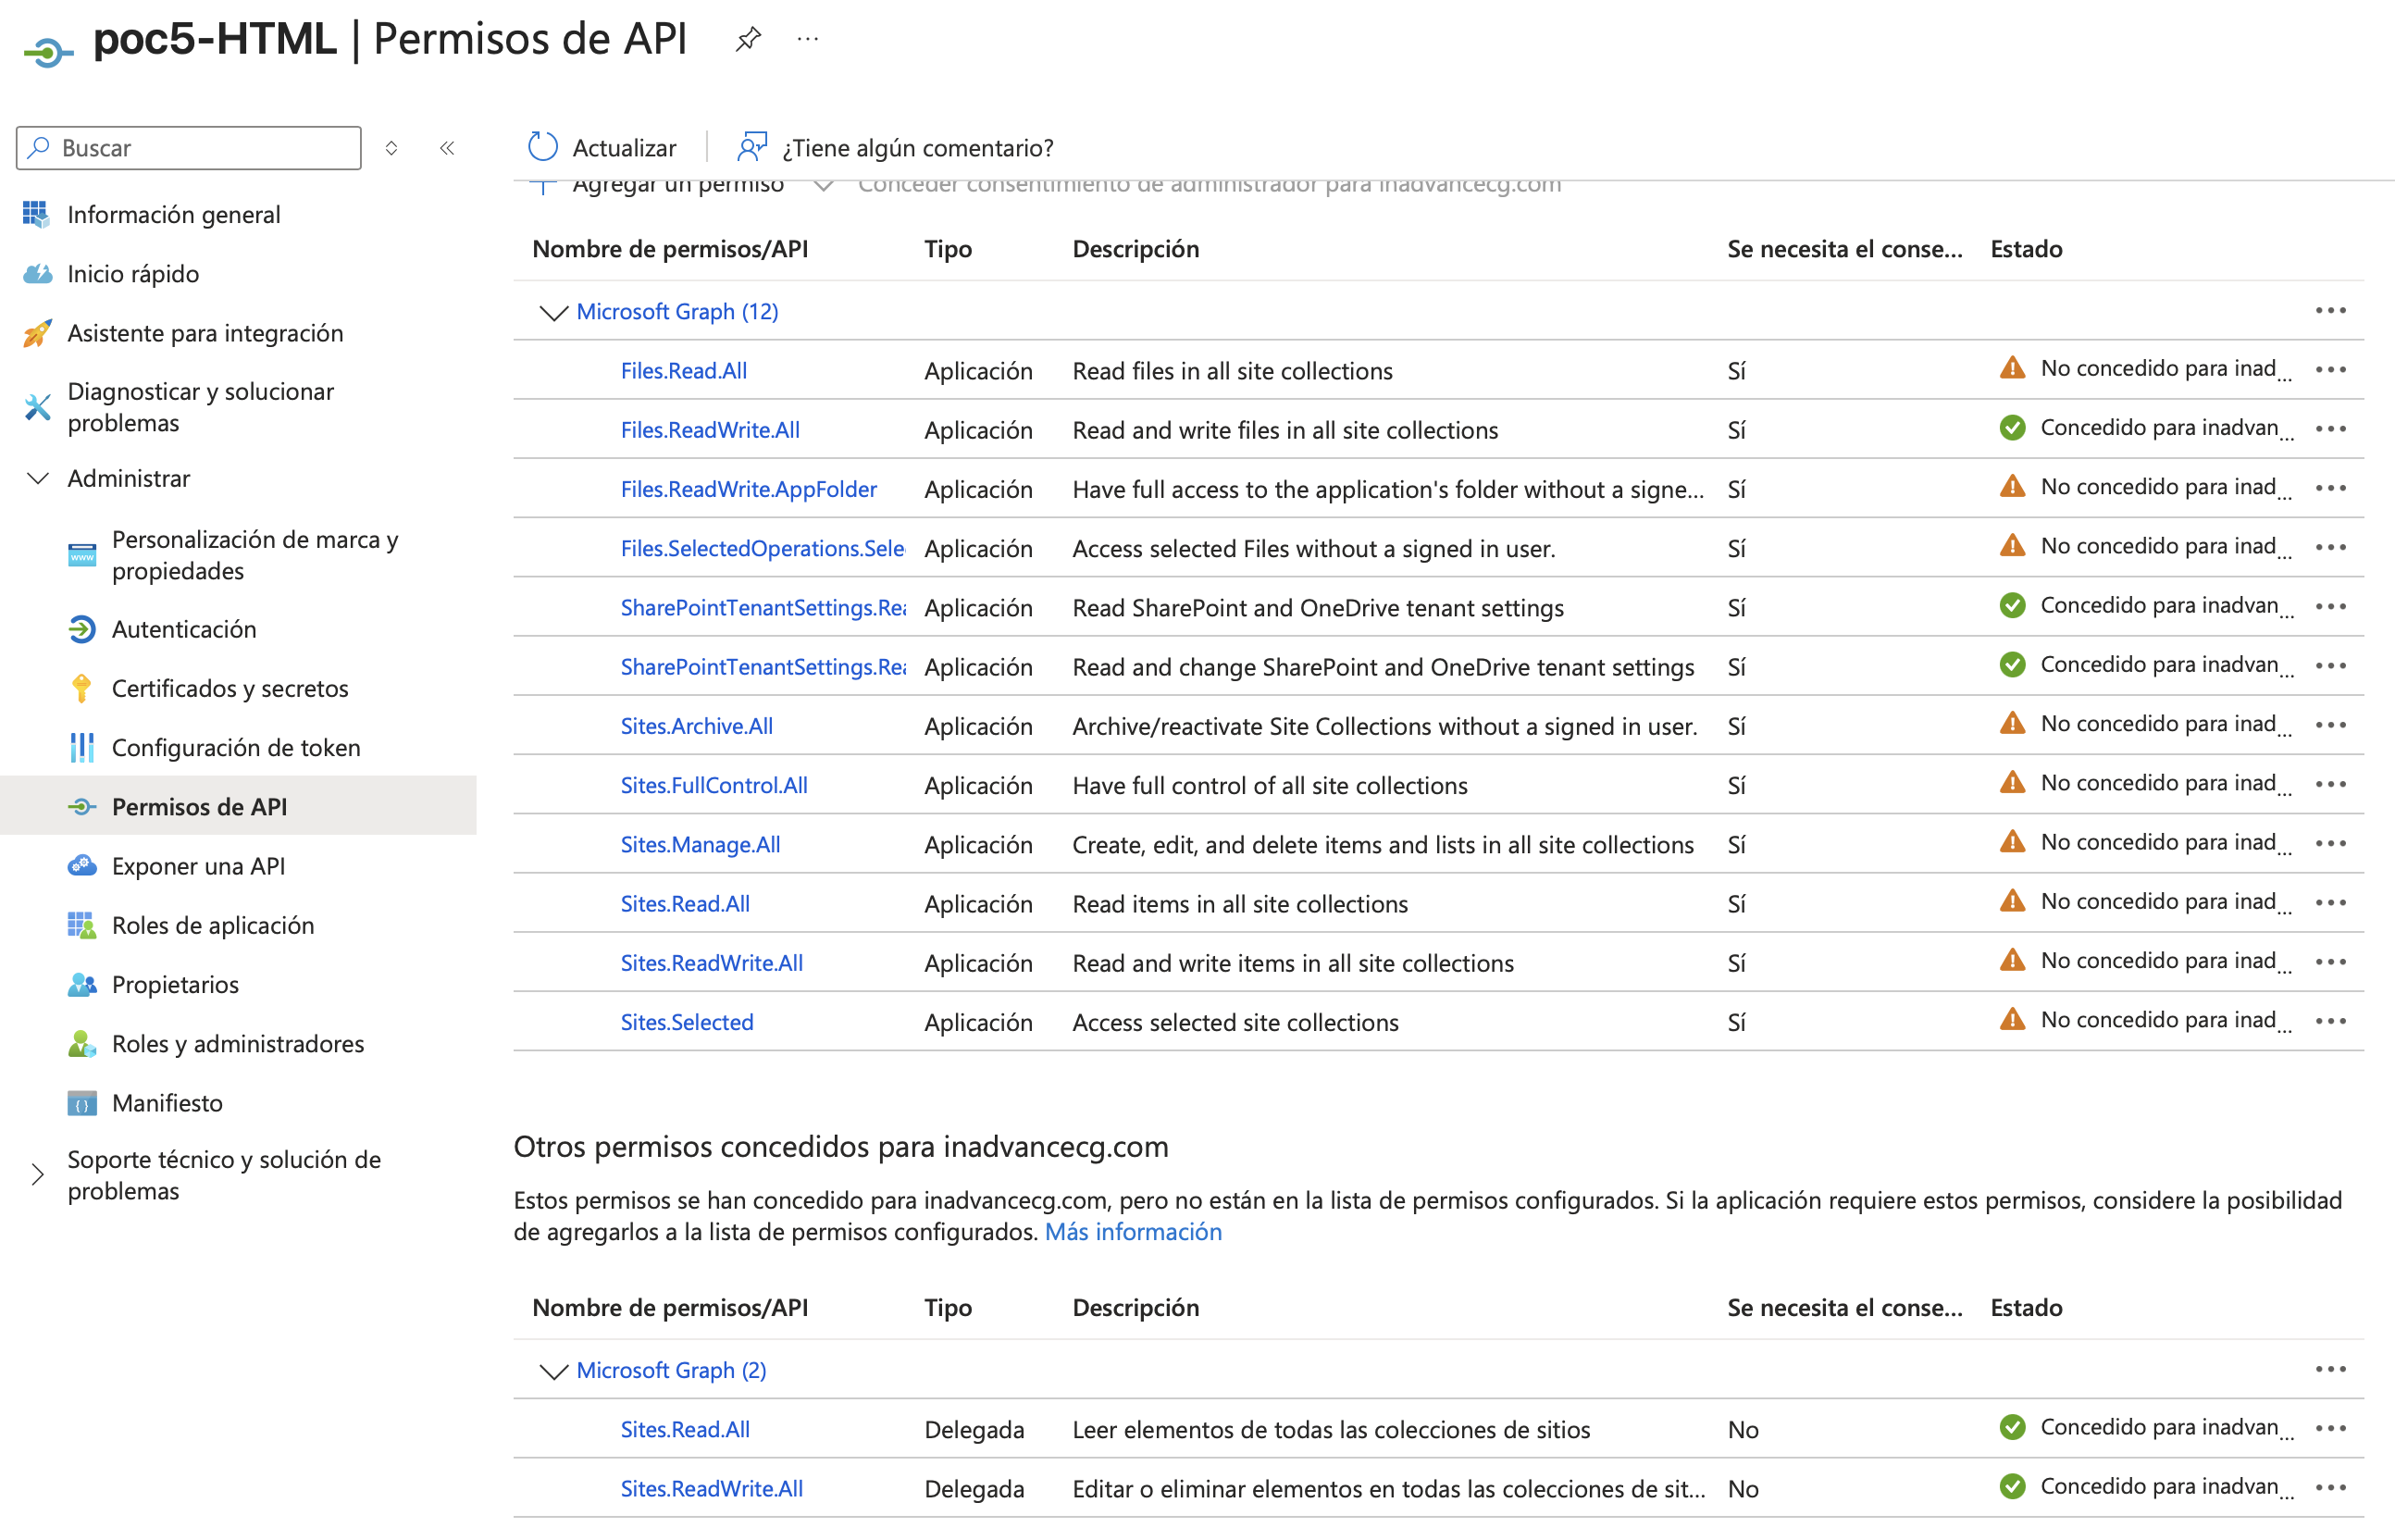 poc5-HTML | Permisos de API
Buscar
Actualizar
¿Tiene algún comentario?
Agregar un permiso
Conceder consentimiento de administrador para inadvancecg.com
Información general
Inicio rápido
Asistente para integración
Diagnosticar y solucionar
problemas
Administrar
Personalización de marca y
propiedades
Autenticación
Certificados y secretos
Configuración de token
Permisos de API
Exponer una API
Roles de aplicación
Propietarios
Roles y administradores
Manifiesto
Soporte técnico y solución de
problemas
Nombre de permisos/API Tipo Descripción Se necesita el conse... Estado
Microsoft Graph (12)
Files.Read.All Aplicación Read files in all site collections Sí No concedido para inad...
Files.ReadWrite.All Aplicación Read and write files in all site collections Sí Concedido para inadvan...
Files.ReadWrite.AppFolder Aplicación Have full access to the application's folder without a signe... Sí No concedido para inad...
Files.SelectedOperations.Sele Aplicación Access selected Files without a signed in user. Sí No concedido para inad...
SharePointTenantSettings.Rea Aplicación Read SharePoint and OneDrive tenant settings Sí Concedido para inadvan...
SharePointTenantSettings.Rea Aplicación Read and change SharePoint and OneDrive tenant settings Sí Concedido para inadvan...
Sites.Archive.All Aplicación Archive/reactivate Site Collections without a signed in user. Sí No concedido para inad...
Sites.FullControl.All Aplicación Have full control of all site collections Sí No concedido para inad...
Sites.Manage.All Aplicación Create, edit, and delete items and lists in all site collections Sí No concedido para inad...
Sites.Read.All Aplicación Read items in all site collections Sí No concedido para inad...
Sites.ReadWrite.All Aplicación Read and write items in all site collections Sí No concedido para inad...
Sites.Selected Aplicación Access selected site collections Sí No concedido para inad...
Otros permisos concedidos para inadvancecg.com
Estos permisos se han concedido para inadvancecg.com, pero no están en la lista de permisos configurados. Si la aplicación requiere estos permisos, considere la posibilidad
de agregarlos a la lista de permisos configurados. Más información
Nombre de permisos/API Tipo Descripción Se necesita el conse... Estado
Microsoft Graph (2)
Sites.Read.All Delegada Leer elementos de todas las colecciones de sitios No Concedido para inadvan...
Sites.ReadWrite.All Delegada Editar o eliminar elementos en todas las colecciones de sit... No Concedido para inadvan...